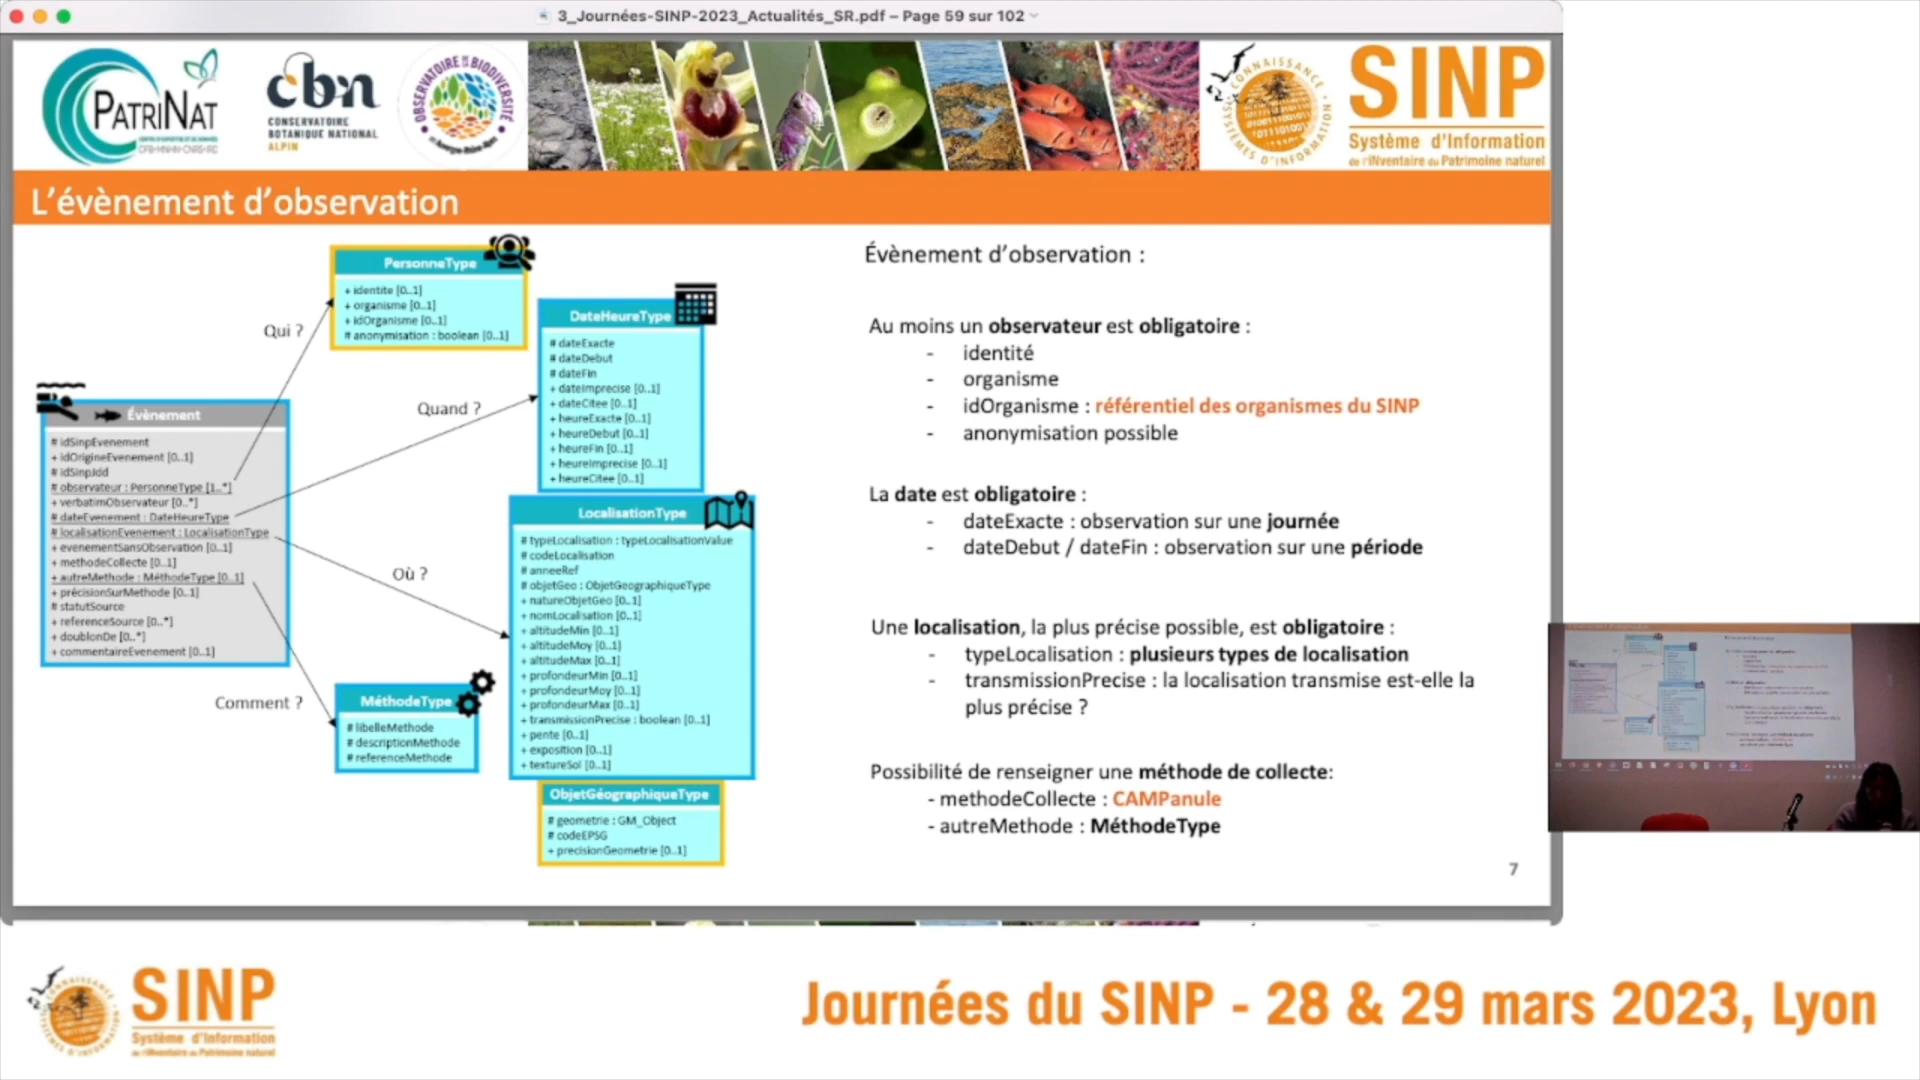 3_Journées-SINP-2023_Actualités_SR.pdf – Page 59 sur 102
PATRINAT
cbn
CONSERVATOIRE
BOTANIQUE NATIONAL
ALPIN
OBSERVATOIRE DE LA BIODIVERSITÉ
CONNAISSANCE
SYSTÈMES D'INFORMATION
SINP
Système d'Information
de l'iNventaire du Patrimoine naturel
L'évènement d'observation
PersonneType
+ identite [0..1]
+ organisme [0..1]
+ idOrganisme [0..1]
# anonymisation : boolean [0..1]
Qui ?
DateHeureType
# dateExacte
# dateDebut
# dateFin
+ dateImprecise [0..1]
+ dateCitee [0..1]
+ heureExacte [0..1]
+ heureDebut [0..1]
+ heureFin [0..1]
+ heureImprecise [0..1]
+ heureCitee [0..1]
Quand ?
Évènement
# idSinpEvenement
+ idOrigineEvenement [0..1]
# idSinpJdd
# observateur : PersonneType [1..*]
+ verbatimObservateur [0..*]
# dateEvenement : DateHeureType
# localisationEvenement : LocalisationType
+ evenementSansObservation [0..1]
+ methodeCollecte [0..1]
+ autreMethode : MéthodeType [0..1]
+ précisionSurMethode [0..1]
# statutSource
+ referenceSource [0..*]
+ doublonDe [0..*]
+ commentaireEvenement [0..1]
Où ?
LocalisationType
# typeLocalisation : typeLocalisationValue
# codeLocalisation
# anneeRef
# objetGeo : ObjetGeographiqueType
+ natureObjetGeo [0..1]
+ nomLocalisation [0..1]
+ altitudeMin [0..1]
+ altitudeMoy [0..1]
+ altitudeMax [0..1]
+ profondeurMin [0..1]
+ profondeurMoy [0..1]
+ profondeurMax [0..1]
+ transmissionPrecise : boolean [0..1]
+ pente [0..1]
+ exposition [0..1]
+ textureSol [0..1]
Comment ?
MéthodeType
# libelleMethode
# descriptionMethode
# referenceMethode
ObjetGéographiqueType
# geometrie : GM_Object
# codeEPSG
+ precisionGeometrie [0..1]
Évènement d'observation :
Au moins un observateur est obligatoire :
- identité
- organisme
- idOrganisme : référentiel des organismes du SINP
- anonymisation possible
La date est obligatoire :
- dateExacte : observation sur une journée
- dateDebut / dateFin : observation sur une période
Une localisation, la plus précise possible, est obligatoire :
- typeLocalisation : plusieurs types de localisation
- transmissionPrecise : la localisation transmise est-elle la
plus précise ?
Possibilité de renseigner une méthode de collecte:
- methodeCollecte : CAMPanule
- autreMethode : MéthodeType
7
SINP
Système d'Information
de l'iNventaire du Patrimoine naturel
Journées du SINP - 28 & 29 mars 2023, Lyon